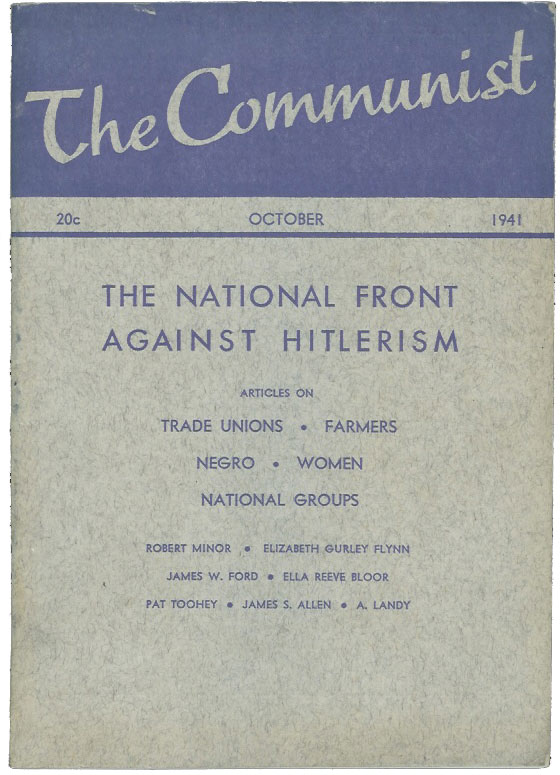 The Communist
20c OCTOBER 1941
THE NATIONAL FRONT
AGAINST HITLERISM
ARTICLES ON
TRADE UNIONS • FARMERS
NEGRO • WOMEN
NATIONAL GROUPS
ROBERT MINOR • ELIZABETH GURLEY FLYNN
JAMES W. FORD • ELLA REEVE BLOOR
PAT TOOHEY • JAMES S. ALLEN • A. LANDY